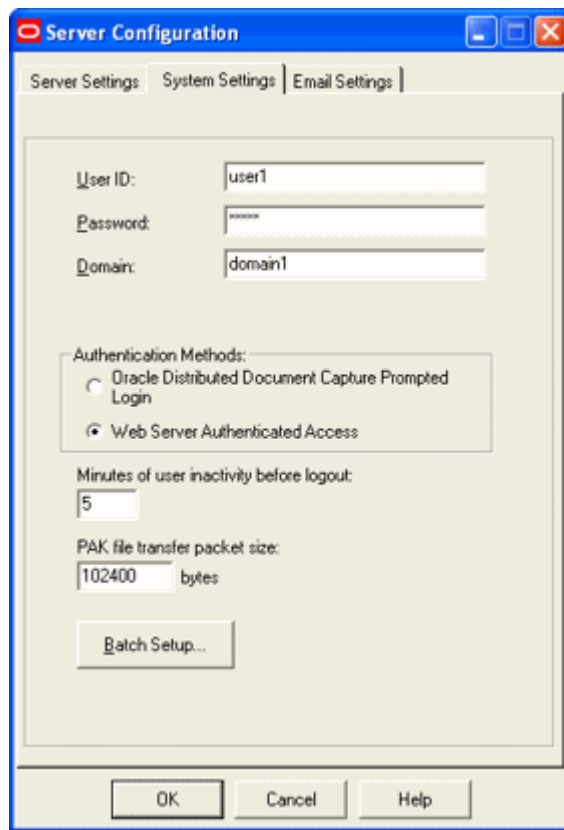 Server Configuration
Server Settings
System Settings
Email Settings
User ID:
user1
Password:
*****
Domain:
domain1
Authentication Methods:
Oracle Distributed Document Capture Prompted
Login
Web Server Authenticated Access
Minutes of user inactivity before logout:
5
PAK file transfer packet size:
102400 bytes
Batch Setup...
OK
Cancel
Help